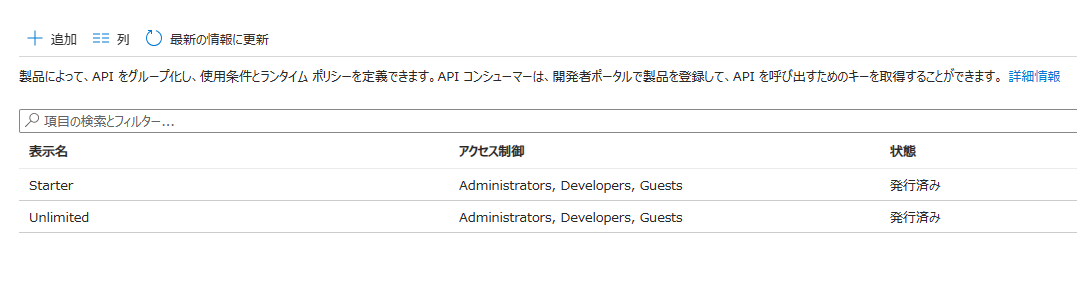 追加 列 最新の情報に更新
製品によって、API をグループ化し、使用条件とランタイム ポリシーを定義できます。API コンシューマーは、開発者ポータルで製品を登録して、API を呼び出すためのキーを取得することができます。 詳細情報
項目の検索とフィルター...
表示名 アクセス制御 状態
Starter Administrators, Developers, Guests 発行済み
Unlimited Administrators, Developers, Guests 発行済み